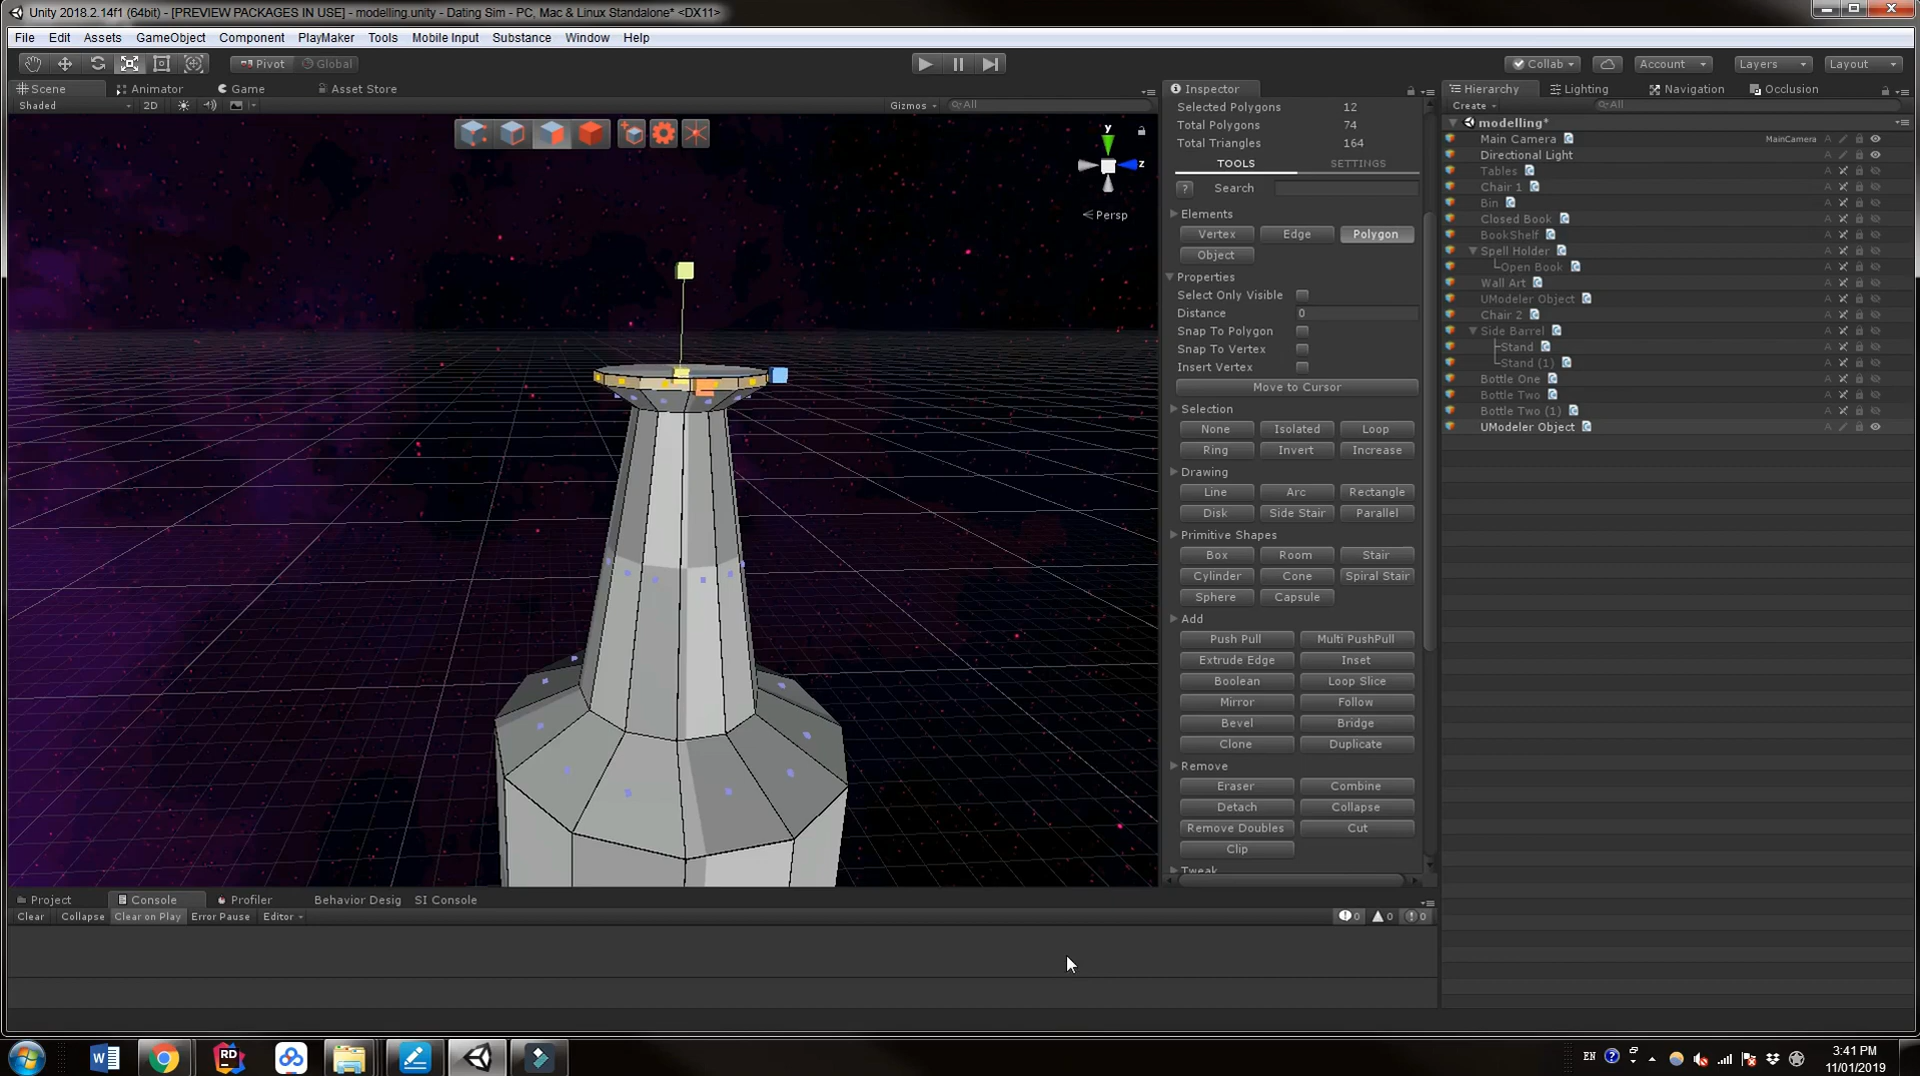 Unity 2018.2.14f1 (64bit) - [PREVIEW PACKAGES IN USE] - modelling.unity - Dating Sim - PC, Mac & Linux Standalone* <DX11>
File Edit Assets GameObject Component PlayMaker Tools Mobile Input Substance Window Help
Pivot Global Collab Account Layers Layout
Scene Animator Game Asset Store
Shaded 2D Gizmos All
y
z
Persp
Inspector
Selected Polygons 12
Total Polygons 74
Total Triangles 164
TOOLS SETTINGS
? Search
Elements
Vertex Edge Polygon
Object
Properties
Select Only Visible
Distance 0
Snap To Polygon
Snap To Vertex
Insert Vertex
Move to Cursor
Selection
None Isolated Loop
Ring Invert Increase
Drawing
Line Arc Rectangle
Disk Side Stair Parallel
Primitive Shapes
Box Room Stair
Cylinder Cone Spiral Stair
Sphere Capsule
Add
Push Pull Multi PushPull
Extrude Edge Inset
Boolean Loop Slice
Mirror Follow
Bevel Bridge
Clone Duplicate
Remove
Eraser Combine
Detach Collapse
Remove Doubles Cut
Clip
Tweak
Hierarchy Lighting Navigation Occlusion
Create All
modelling*
Main Camera MainCamera
Directional Light
Tables
Chair 1
Bin
Closed Book
BookShelf
Spell Holder
Open Book
Wall Art
UModeler Object
Chair 2
Side Barrel
Stand
Stand (1)
Bottle One
Bottle Two
Bottle Two (1)
UModeler Object
Project Console Profiler Behavior Desig SI Console
Clear Collapse Clear on Play Error Pause Editor 0 0 0
W RD EN 3:41 PM
11/01/2019